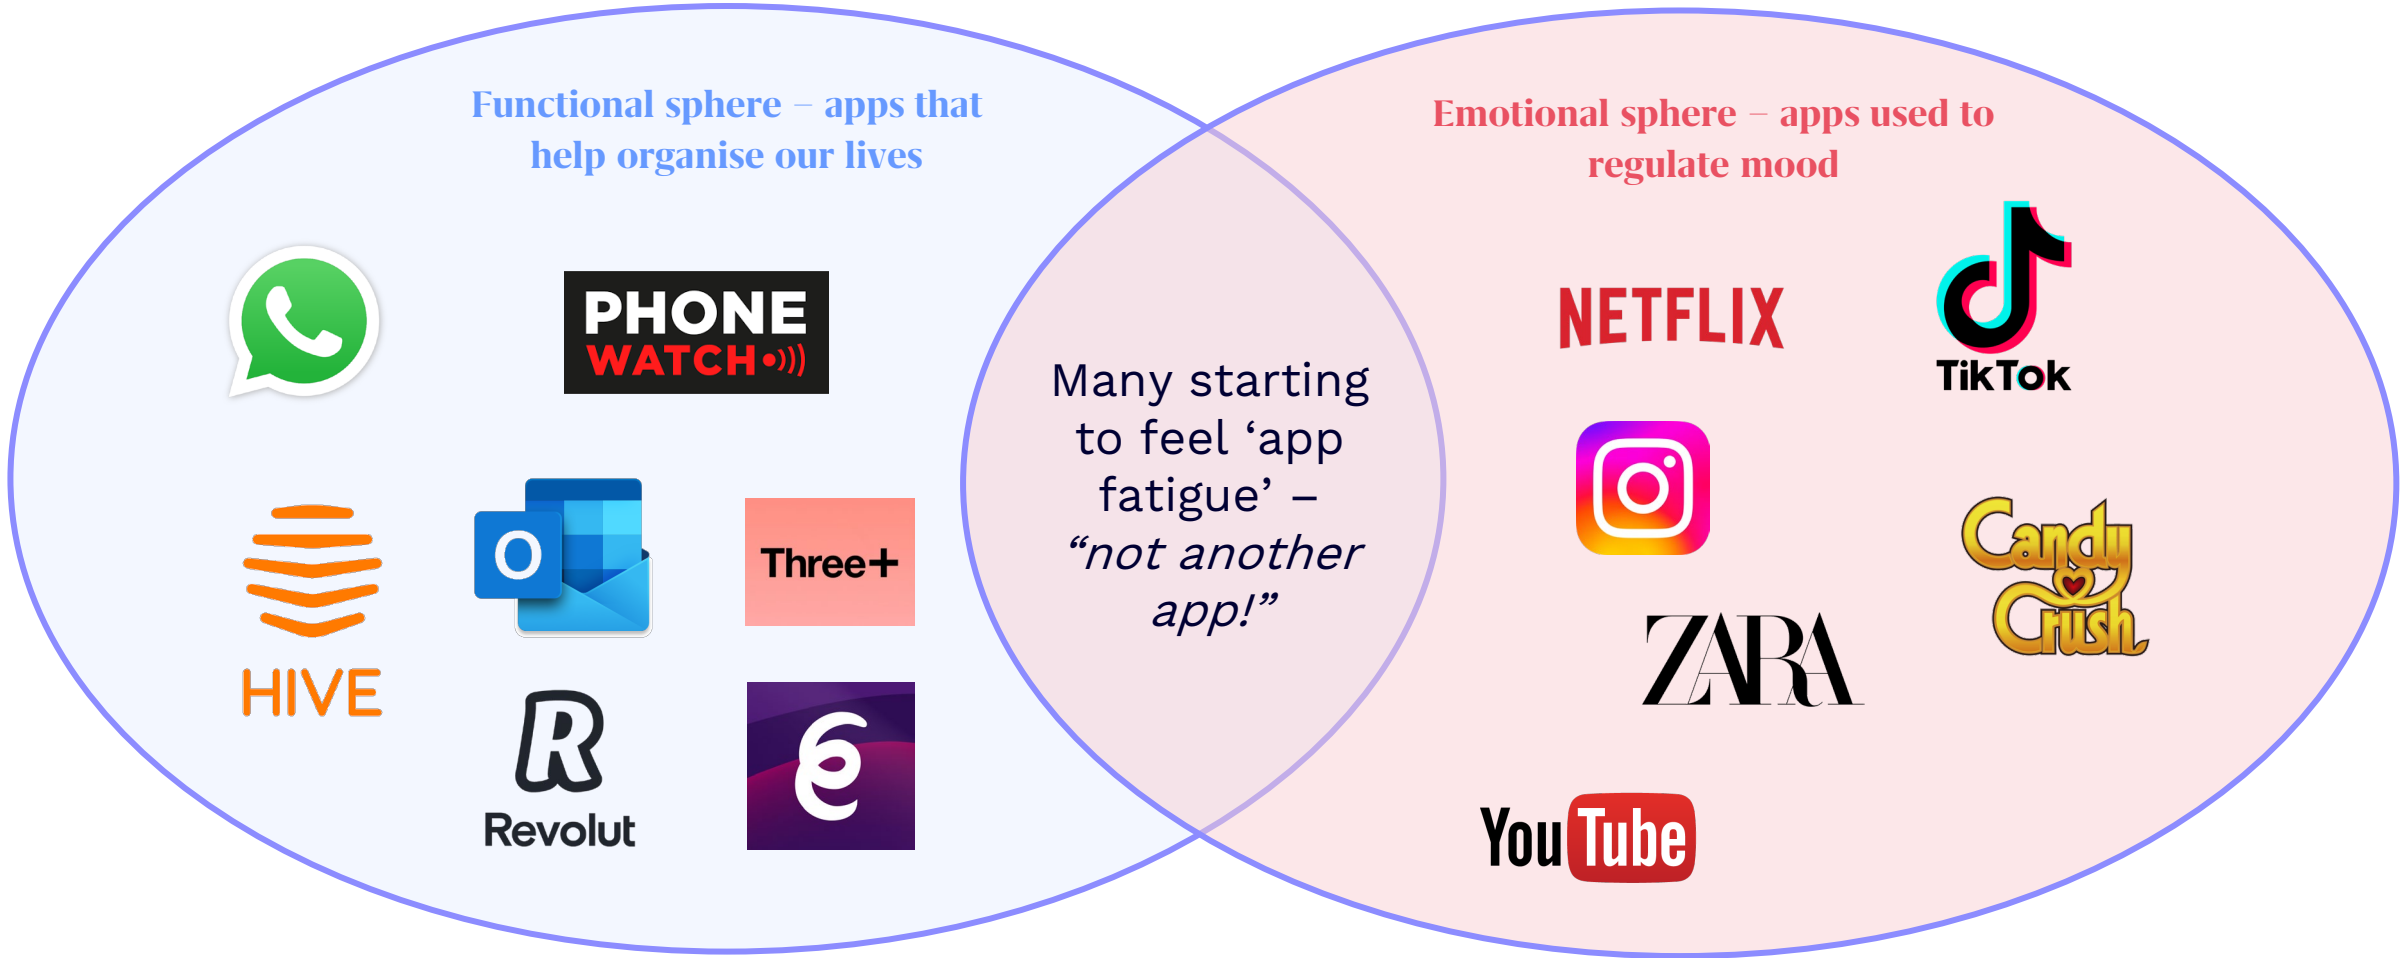 Functional sphere – apps that
help organise our lives
Emotional sphere – apps used to
regulate mood
PHONE
WATCH
HIVE
O
Three+
R
Revolut
Many starting
to feel ‘app
fatigue’ –
“not another
app!”
NETFLIX
TikTok
Candy
Crush
ZARA
YouTube